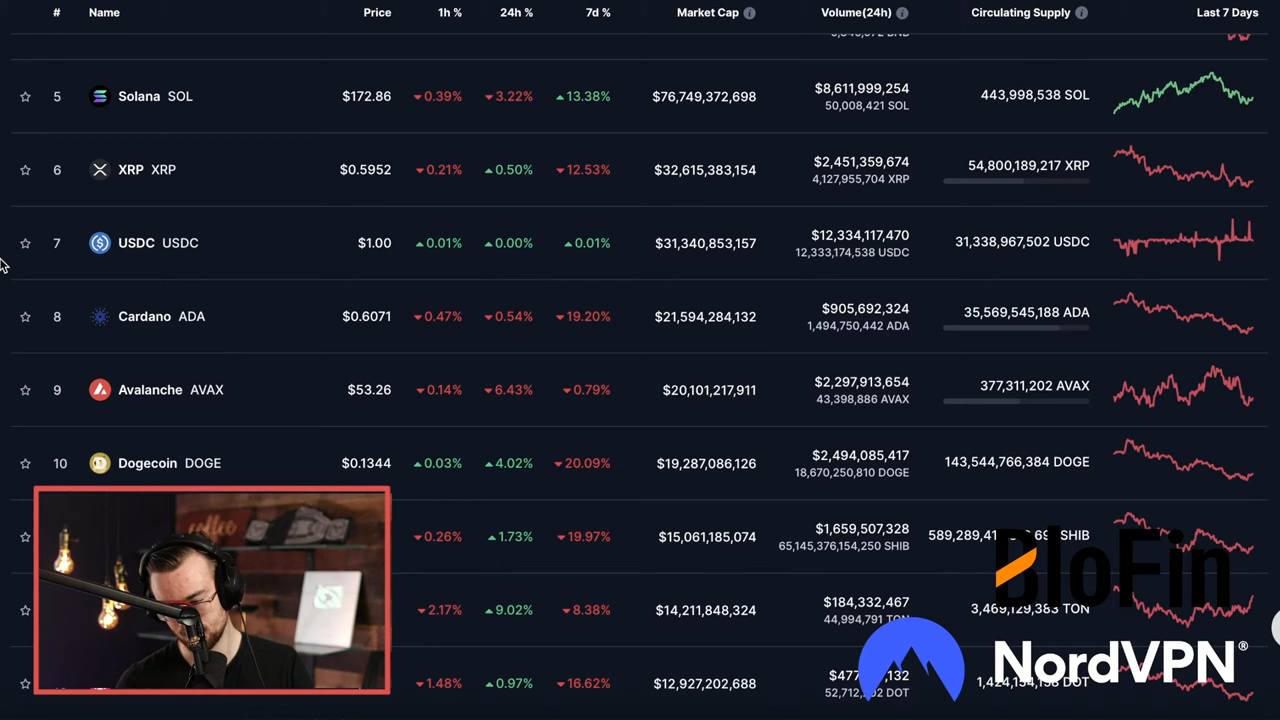 # Name Price 1h % 24h % 7d % Market Cap Volume(24h) Circulating Supply Last 7 Days
5 Solana SOL $172.86 0.39% 3.22% 13.38% $76,749,372,698 $8,611,999,254 443,998,538 SOL
50,008,421 SOL
6 XRP XRP $0.5952 0.21% 0.50% 12.53% $32,615,383,154 $2,451,359,674 54,800,189,217 XRP
4,127,955,704 XRP
7 USDC USDC $1.00 0.01% 0.00% 0.01% $31,340,853,157 $12,334,117,470 31,338,967,502 USDC
12,333,174,538 USDC
8 Cardano ADA $0.6071 0.47% 0.54% 19.20% $21,594,284,132 $905,692,324 35,569,545,188 ADA
1,494,750,442 ADA
9 Avalanche AVAX $53.26 0.14% 6.43% 0.79% $20,101,217,911 $2,297,913,654 377,311,202 AVAX
43,398,886 AVAX
10 Dogecoin DOGE $0.1344 0.03% 4.02% 20.09% $19,287,086,126 $2,494,085,417 143,544,766,384 DOGE
18,670,250,810 DOGE
0.26% 1.73% 19.97% $15,061,185,074 $1,659,507,328 SHIB
65,145,376,154,250 SHIB
2.17% 9.02% 8.38% $14,211,848,324 $184,332,467 3,469,129,383 TON
44,994,791 TON
1.48% 0.97% 16.62% $12,927,202,688 DOT
coffee
BloFin
NordVPN®